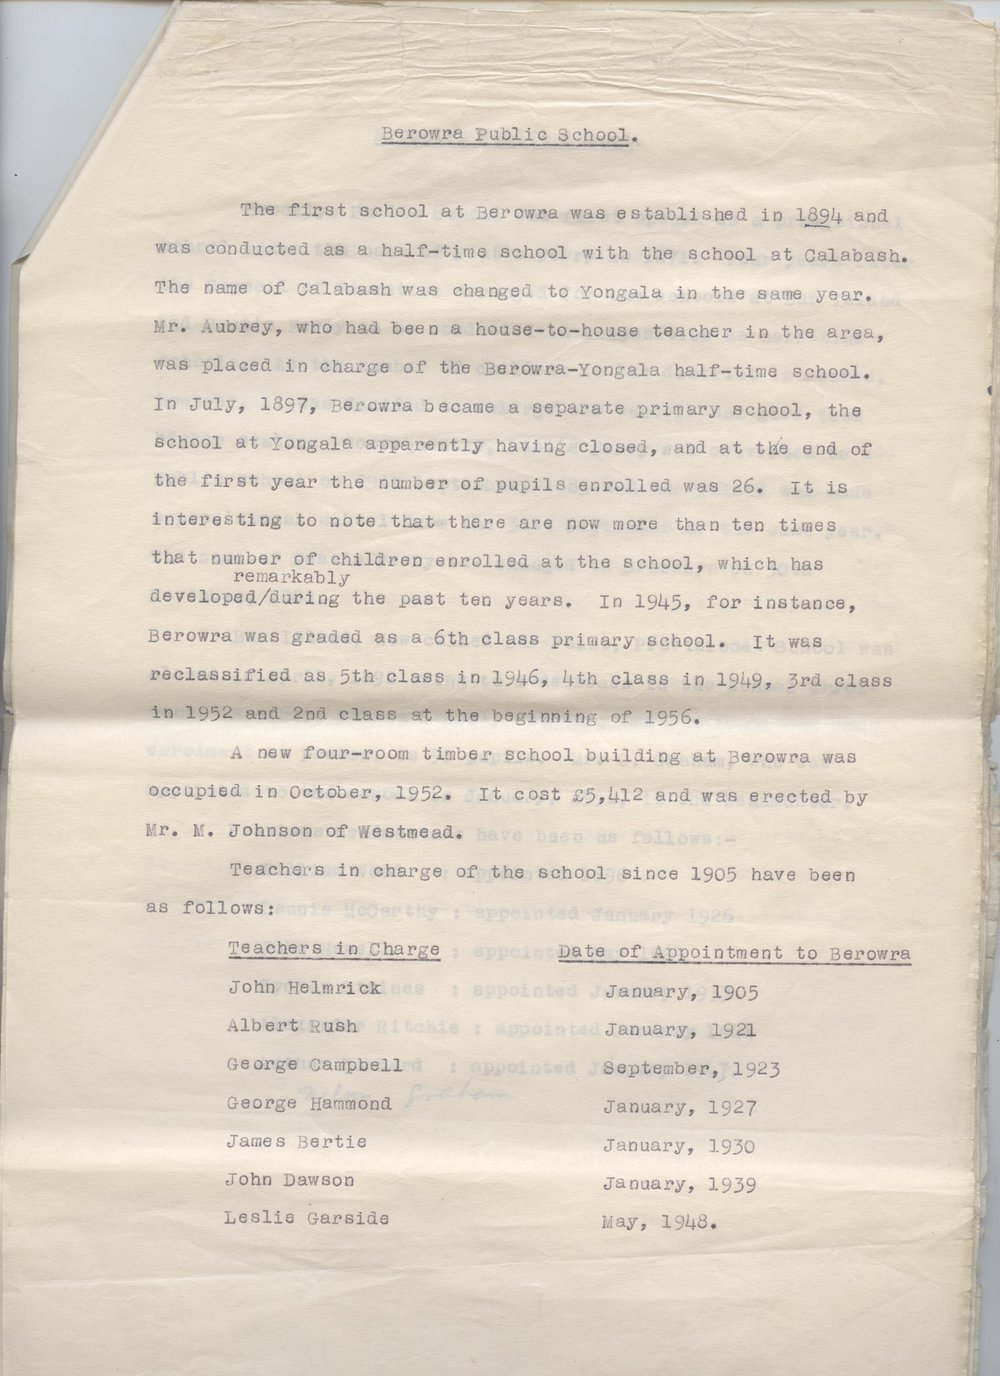 Berowra Public School.
The first school at Berowra was established in 1894 and
was conducted as a half-time school with the school at Calabash.
The name of Calabash was changed to Yongala in the same year.
Mr. Aubrey, who had been a house-to-house teacher in the area,
was placed in charge of the Berowra-Yongala half-time school.
In July, 1897, Berowra became a separate primary school, the
school at Yongala apparently having closed, and at the end of
the first year the number of pupils enrolled was 26. It is
interesting to note that there are now more than ten times
that number of children enrolled at the school, which has
remarkably
developed/during the past ten years. In 1945, for instance,
Berowra was graded as a 6th class primary school. It was
reclassified as 5th class in 1946, 4th class in 1949, 3rd class
in 1952 and 2nd class at the beginning of 1956.
A new four-room timber school building at Berowra was
occupied in October, 1952. It cost £5,412 and was erected by
Mr. M. Johnson of Westmead.
Teachers in charge of the school since 1905 have been
as follows:
Teachers in Charge Date of Appointment to Berowra
John Helmrick January, 1905
Albert Rush January, 1921
George Campbell September, 1923
George Hammond January, 1927
James Bertie January, 1930
John Dawson January, 1939
Leslie Garside May, 1948.